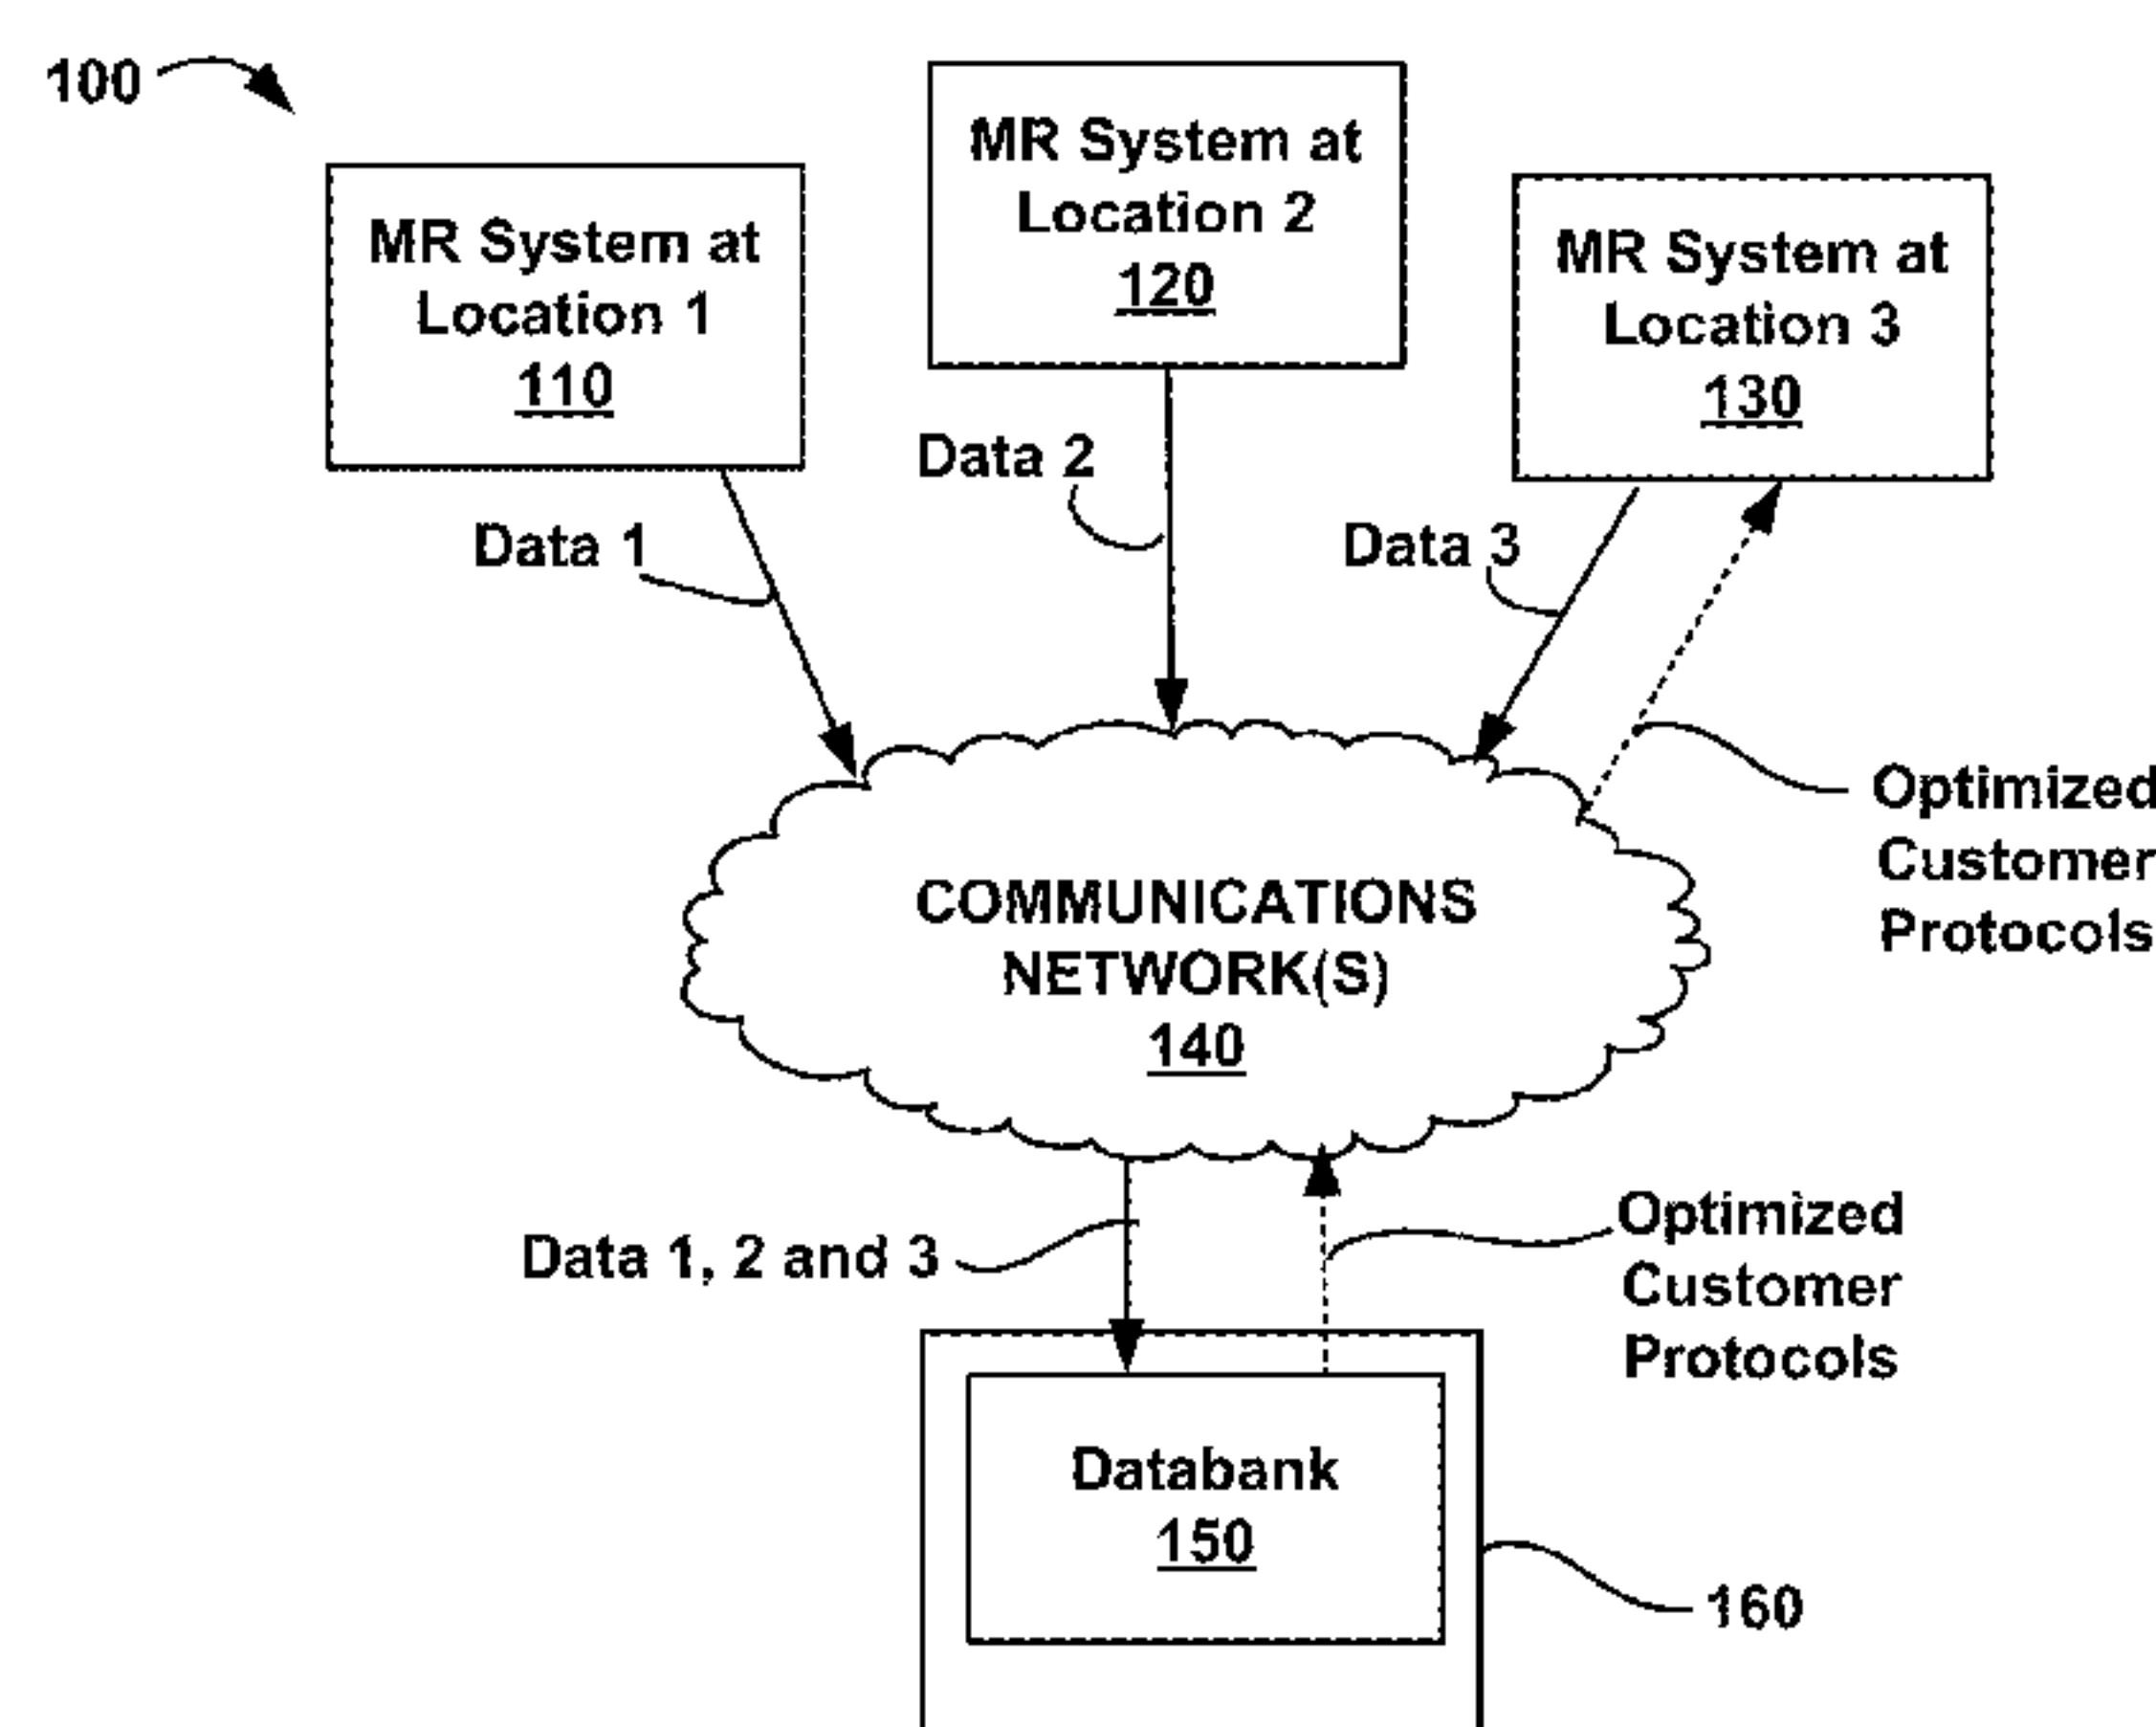 100
MR System at
Location 1
110
MR System at
Location 2
120
MR System at
Location 3
130
Data 1
Data 2
Data 3
Optimized
Customer
Protocols
COMMUNICATIONS
NETWORK(S)
140
Data 1, 2 and 3
Optimized
Customer
Protocols
Databank
150
160